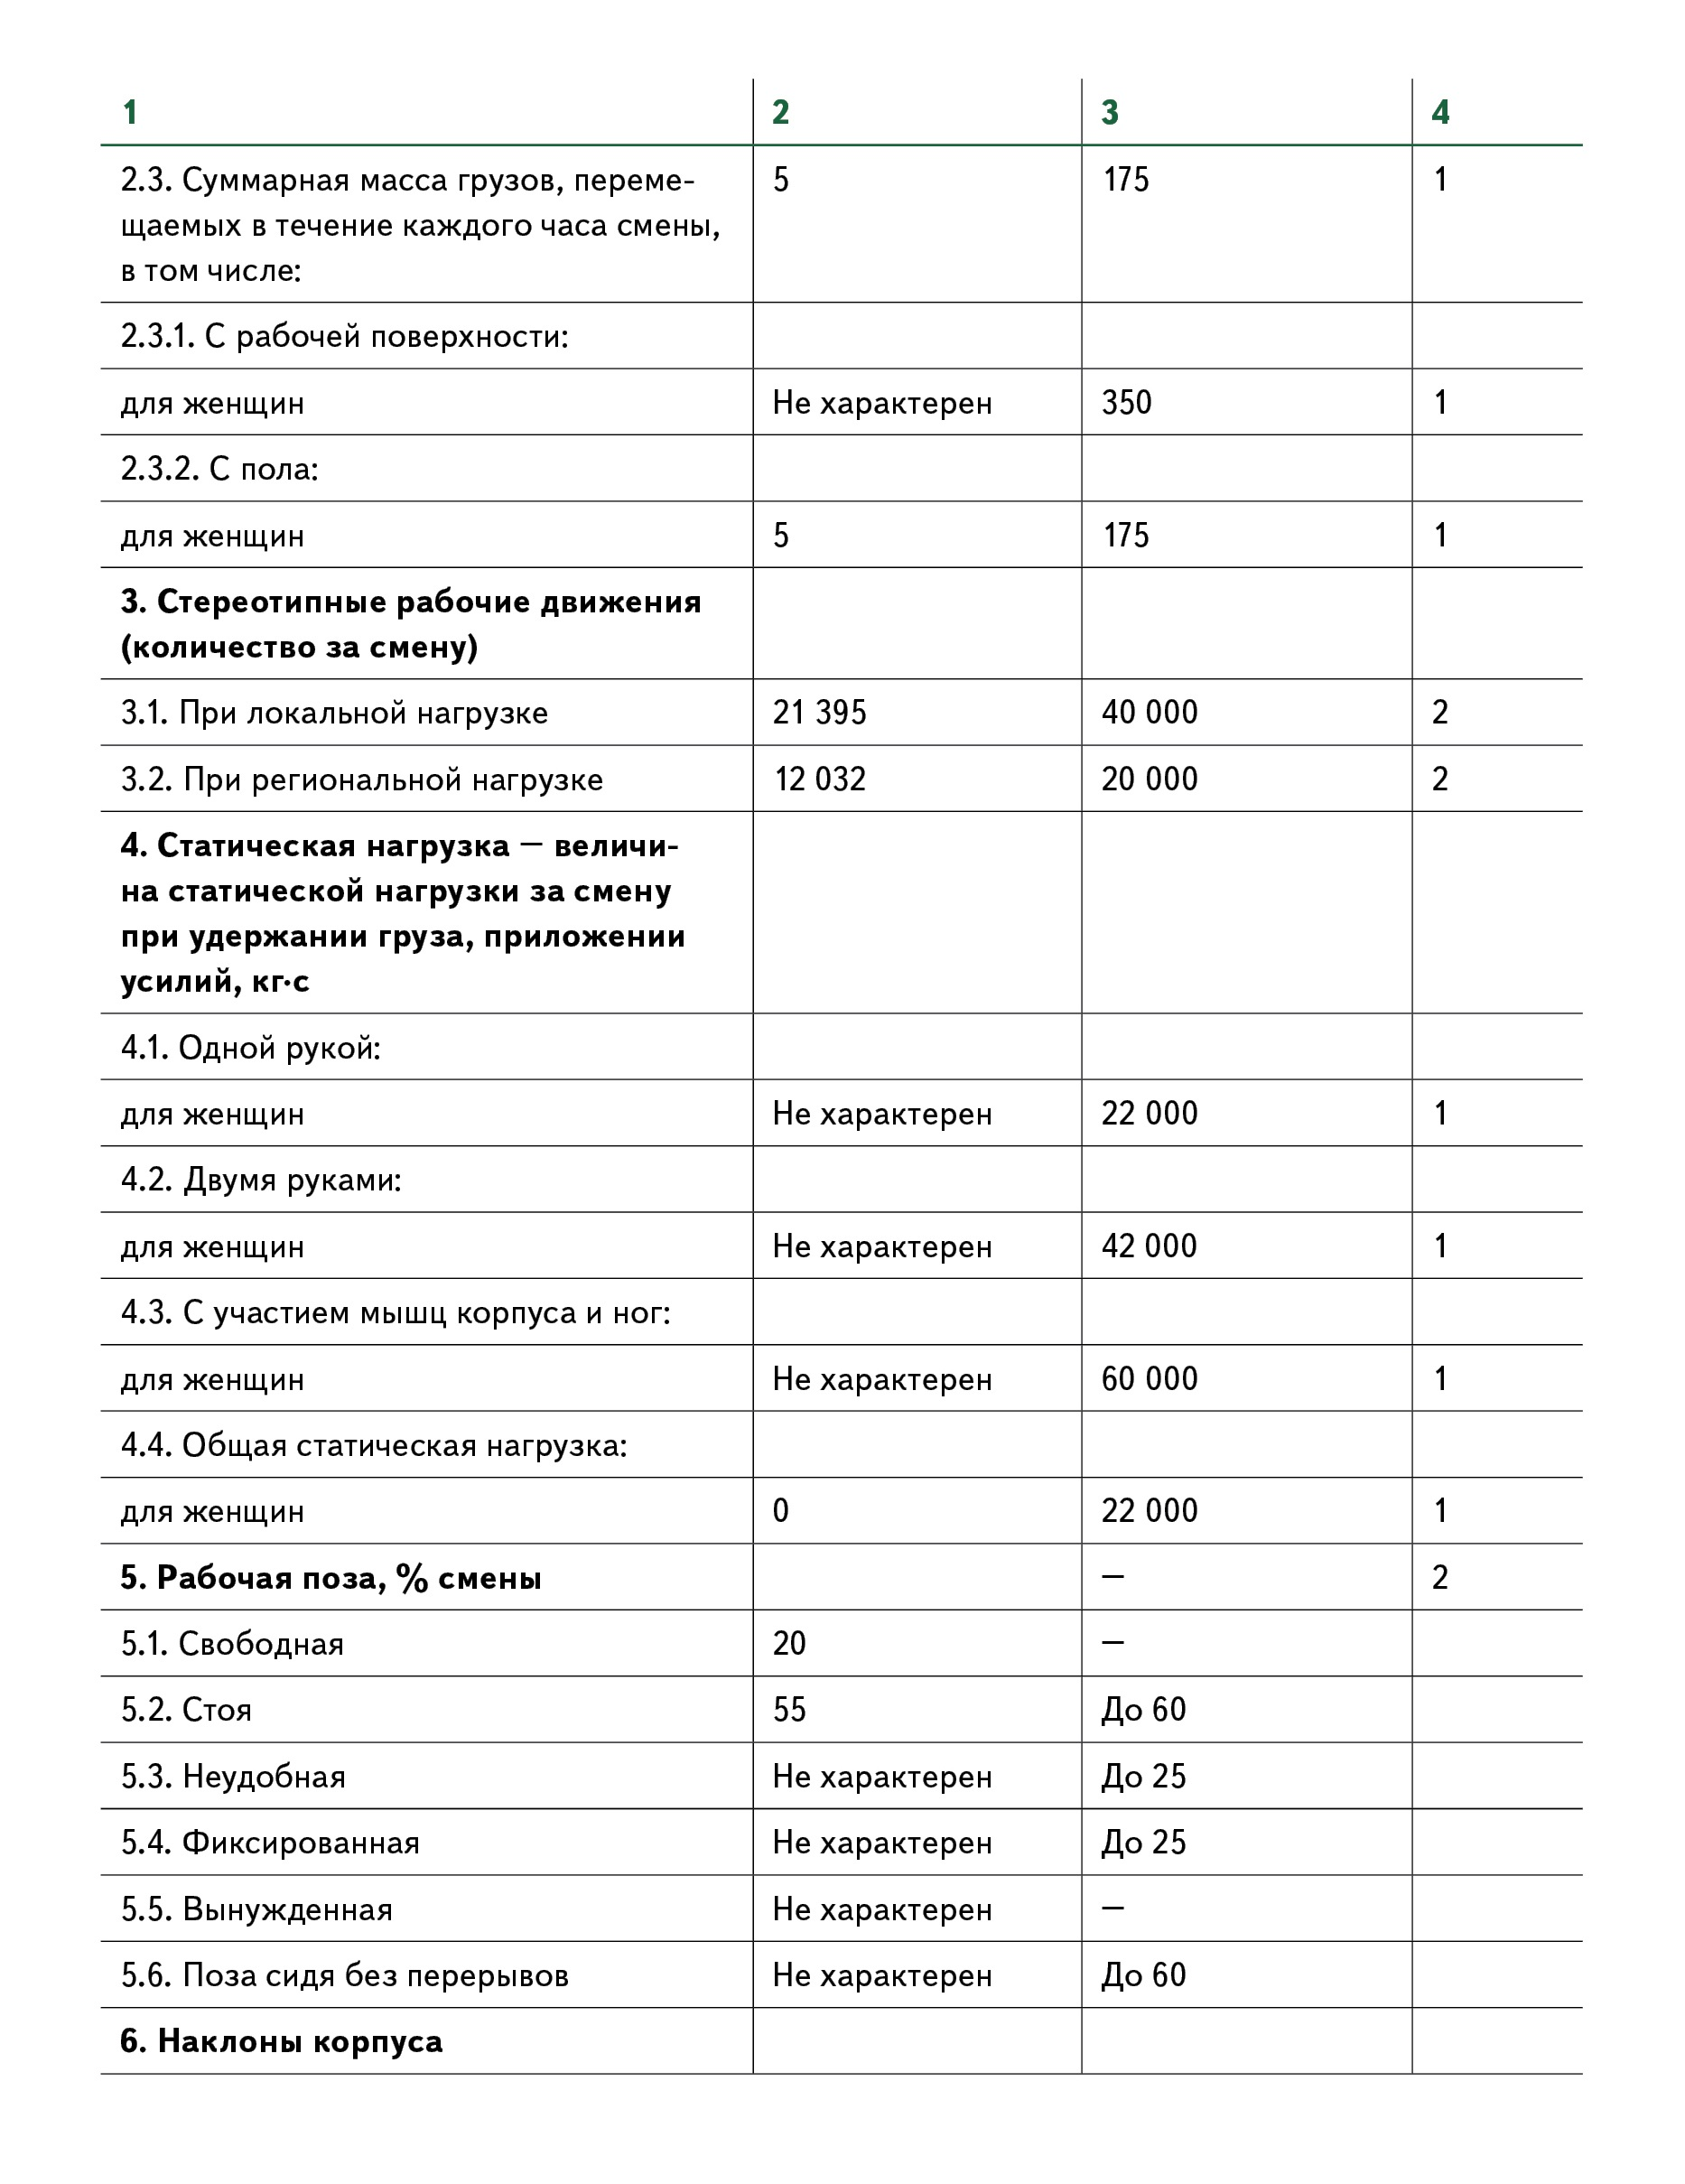 1 2 3 4
2.3. Суммарная масса грузов, переме- 5 175 1
щаемых в течение каждого часа смены,
в том числе:
2.3.1. С рабочей поверхности:
для женщин Не характерен 350 1
2.3.2. С пола:
для женщин 5 175 1
3. Стереотипные рабочие движения
(количество за смену)
3.1. При локальной нагрузке 21 395 40 000 2
3.2. При региональной нагрузке 12 032 20 000 2
4. Статическая нагрузка — величи-
на статической нагрузки за смену
при удержании груза, приложении
усилий, кг·с
4.1. Одной рукой:
для женщин Не характерен 22 000 1
4.2. Двумя руками:
для женщин Не характерен 42 000 1
4.3. С участием мышц корпуса и ног:
для женщин Не характерен 60 000 1
4.4. Общая статическая нагрузка:
для женщин 0 22 000 1
5. Рабочая поза, % смены — 2
5.1. Свободная 20 —
5.2. Стоя 55 До 60
5.3. Неудобная Не характерен До 25
5.4. Фиксированная Не характерен До 25
5.5. Вынужденная Не характерен —
5.6. Поза сидя без перерывов Не характерен До 60
6. Наклоны корпуса